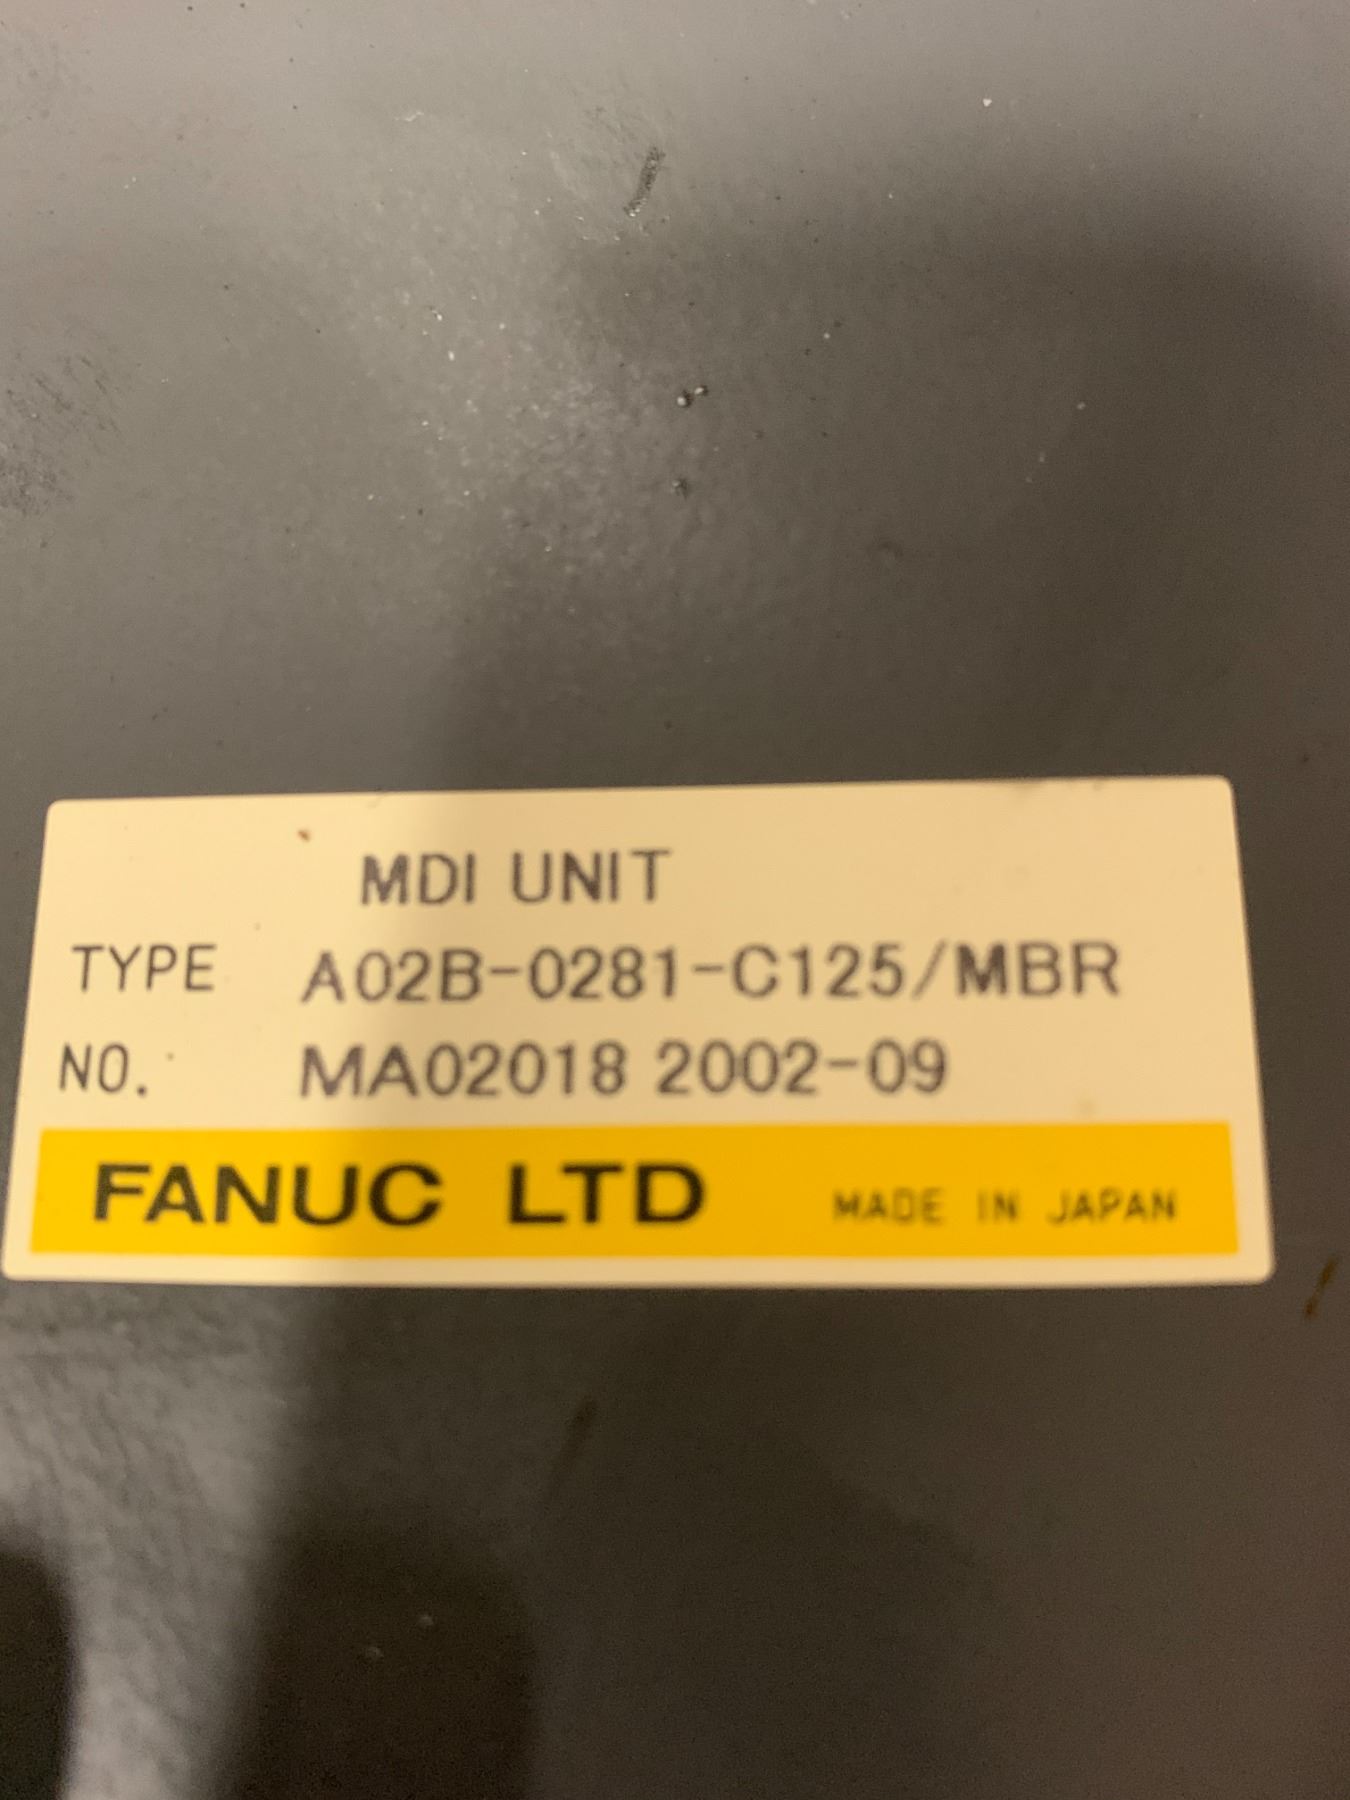 MDI UNIT
TYPE A02B-0281-C125/MBR
NO. MA02018 2002-09
FANUC LTD MADE IN JAPAN